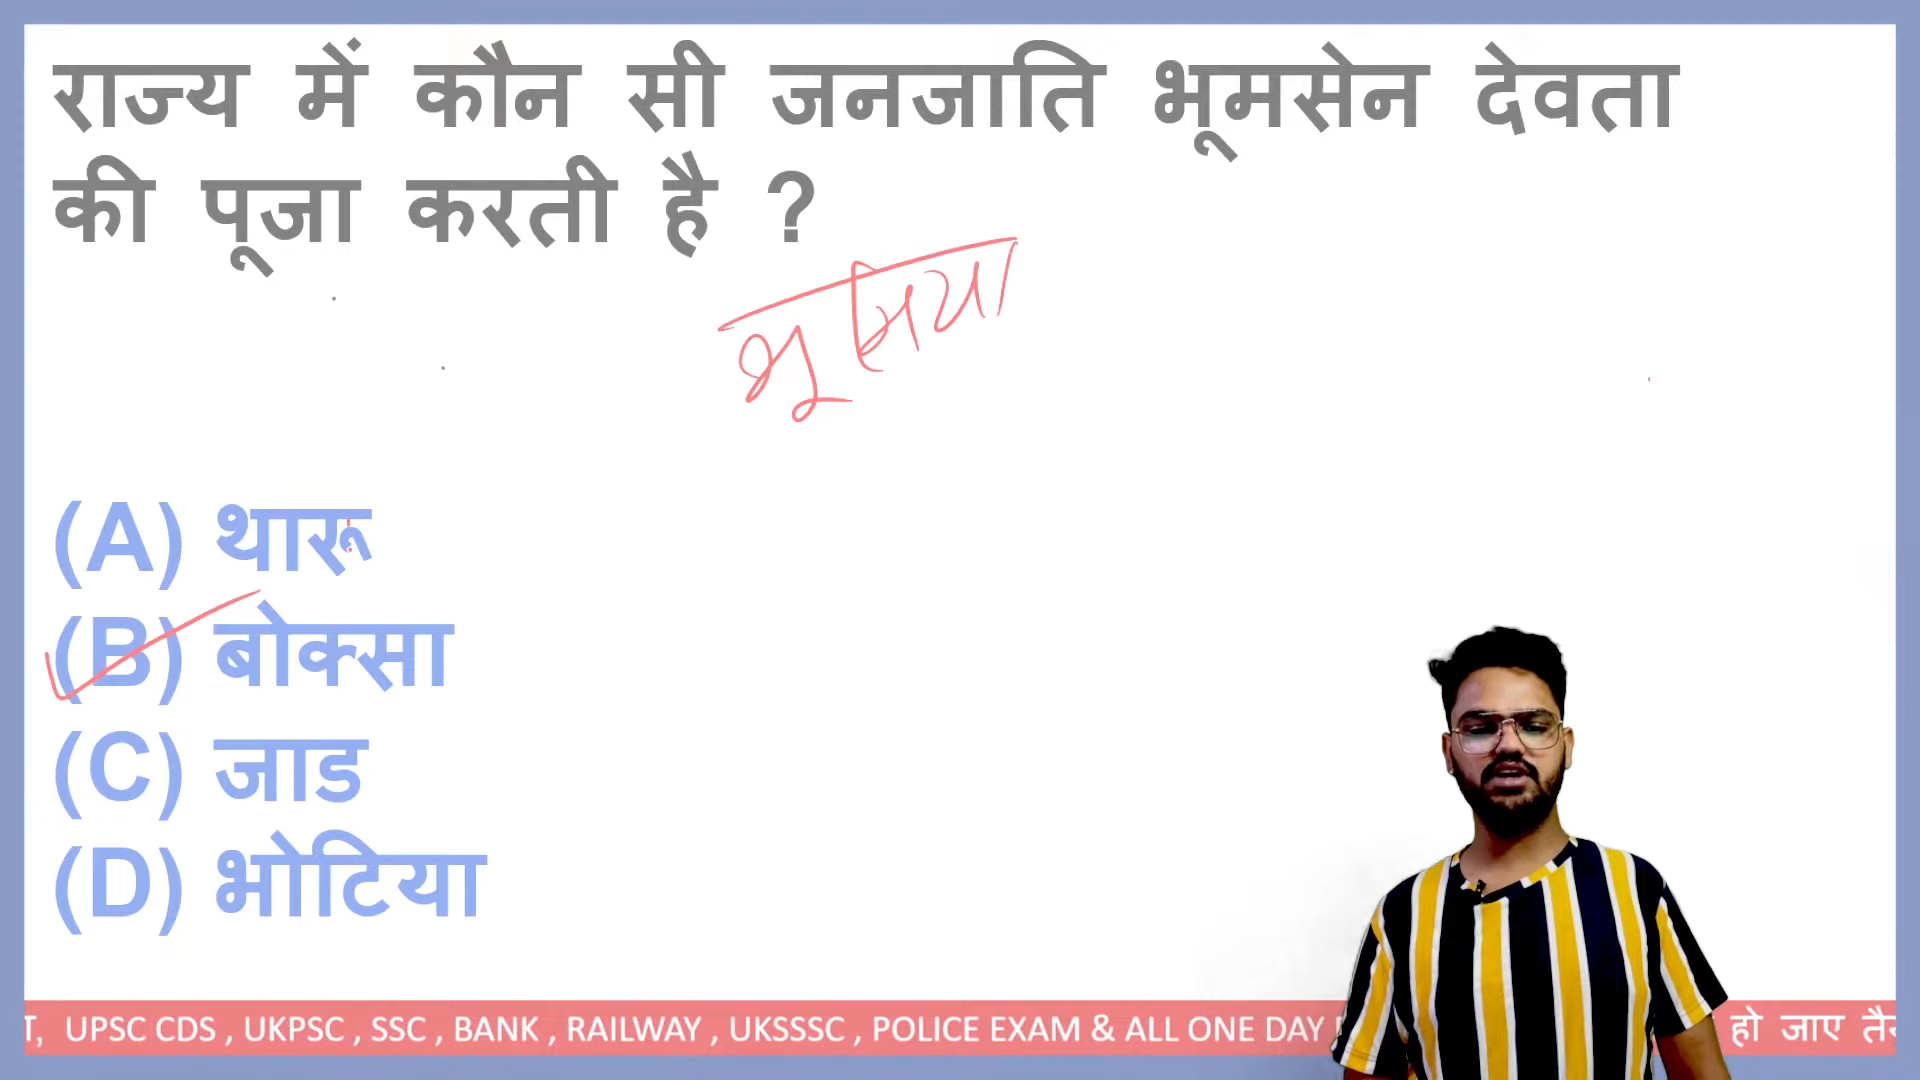 राज्य में कौन सी जनजाति भूमसेन देवता
की पूजा करती है ?
भूमिया
(A) थारू
(B) बोक्सा
(C) जाड
(D) भोटिया
T, UPSC CDS , UKPSC , SSC , BANK , RAILWAY , UKSSSC , POLICE EXAM & ALL ONE DAY हो जाए